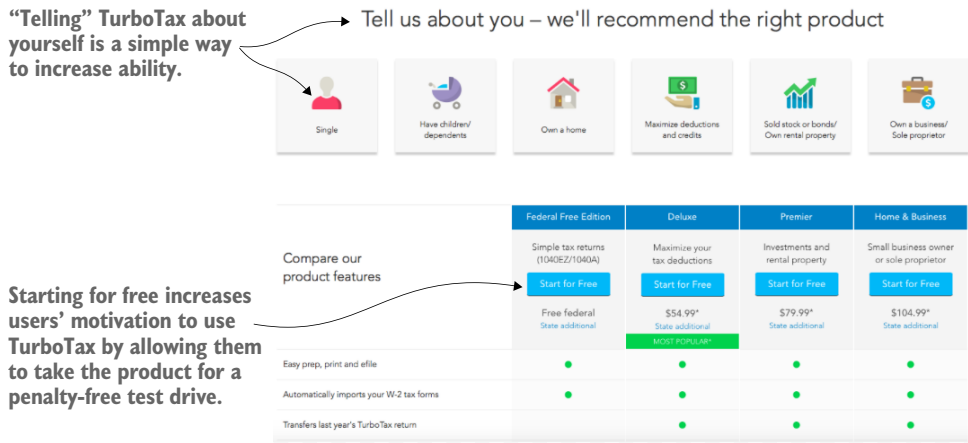 “Telling” TurboTax about
yourself is a simple way
to increase ability.
Tell us about you – we'll recommend the right product
Single
Have children/
dependents
Own a home
Maximize deductions
and credits
Sold stock or bonds/
Own rental property
Own a business/
Sole proprietor
Federal Free Edition Deluxe Premier Home & Business
Compare our
product features
Simple tax returns
(1040EZ/1040A)
Maximize your
tax deductions
Investments and
rental property
Small business owner
or sole proprietor
Start for Free Start for Free Start for Free Start for Free
Free federal $54.99* $79.99* $104.99*
State additional State additional State additional State additional
MOST POPULAR*
Starting for free increases
users’ motivation to use
TurboTax by allowing them
to take the product for a
penalty-free test drive.
Easy prep, print and efile
Automatically imports your W-2 tax forms
Transfers last year's TurboTax return